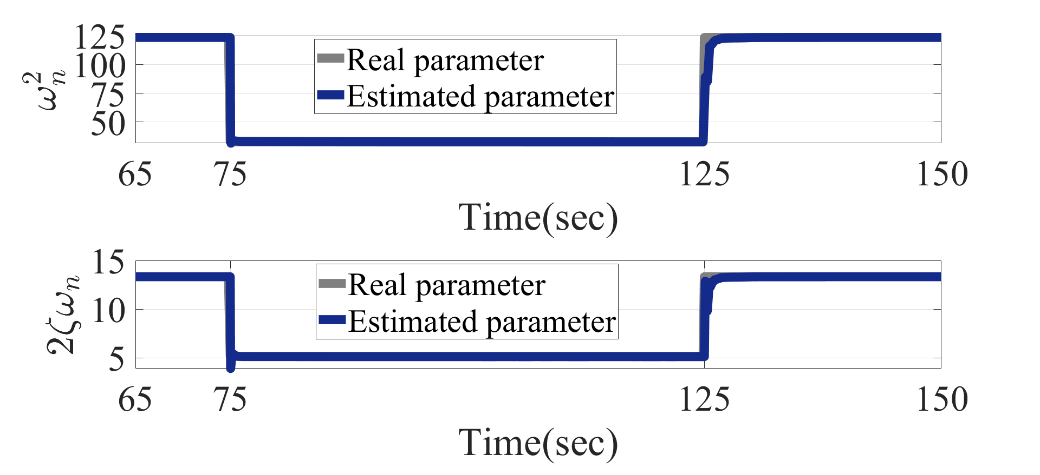 125
100
75
50
ω_n^2
Real parameter
Estimated parameter
65 75 125 150
Time(sec)
15
10
5
2ζω_n
Real parameter
Estimated parameter
65 75 125 150
Time(sec)